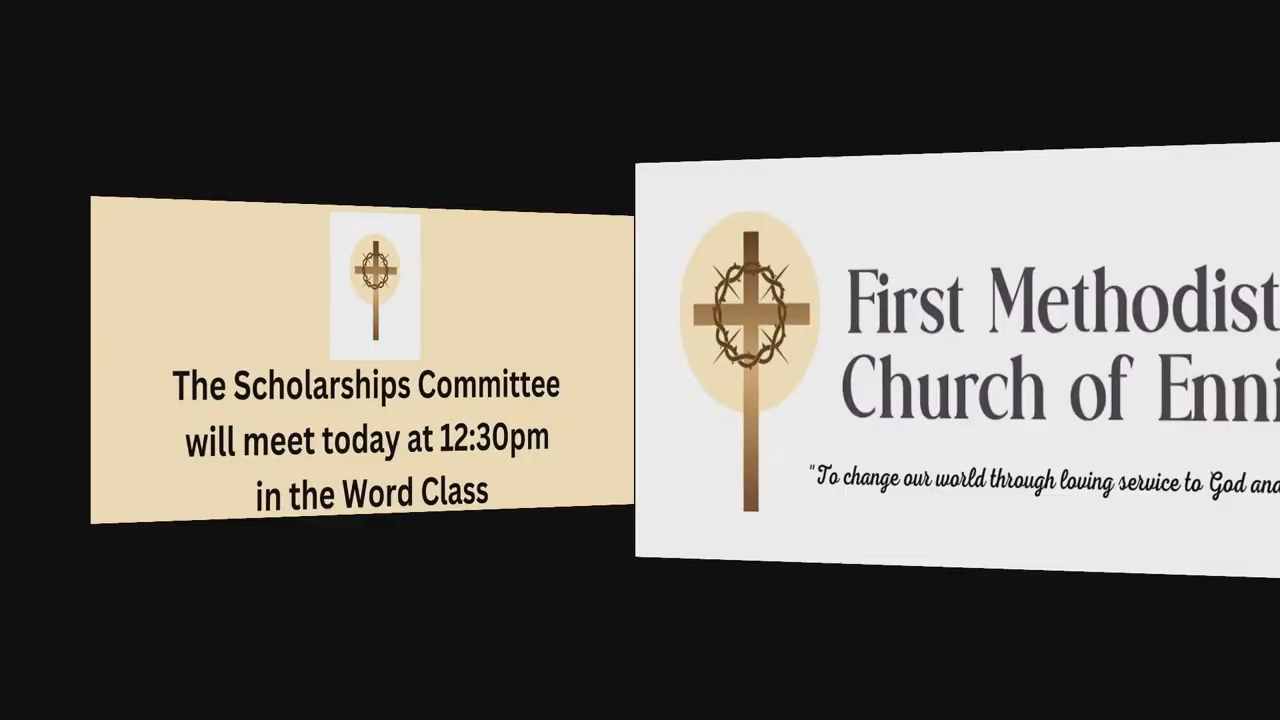 The Scholarships Committee
will meet today at 12:30pm
in the Word Class
First Methodist
Church of Enni
"To change our world through loving service to God and